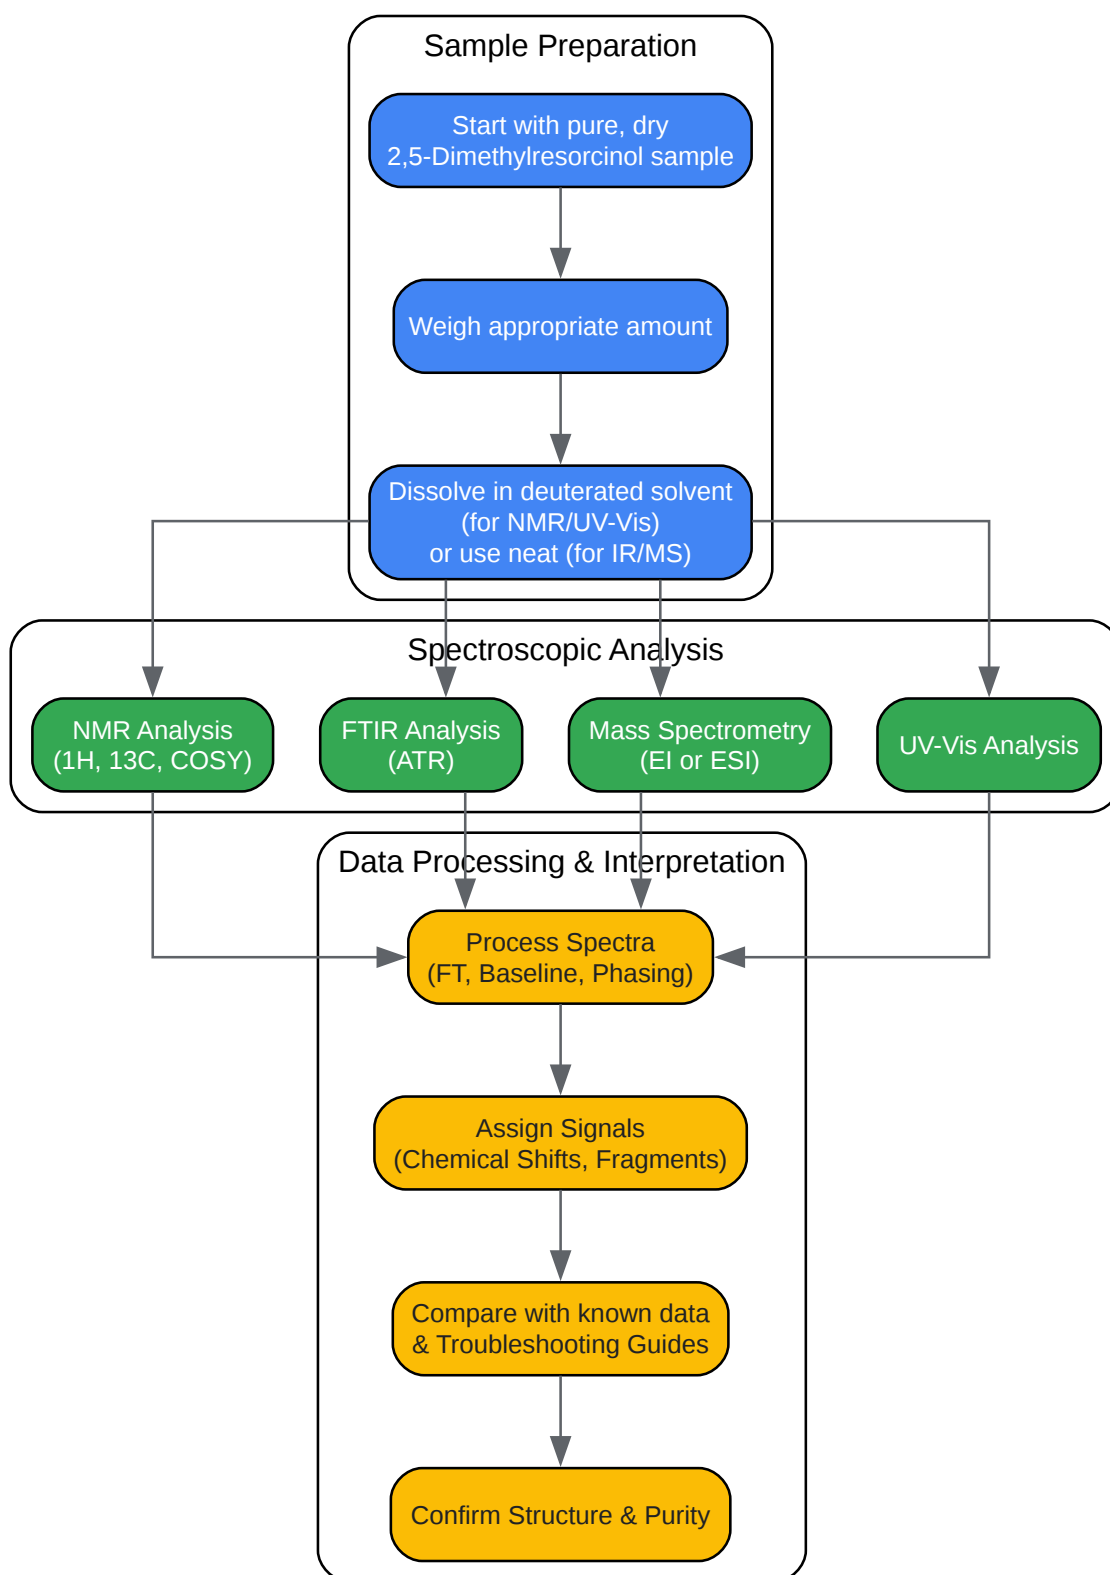 Sample Preparation
Start with pure, dry
2,5-Dimethylresorcinol sample
Weigh appropriate amount
Dissolve in deuterated solvent
(for NMR/UV-Vis)
or use neat (for IR/MS)
Spectroscopic Analysis
NMR Analysis
(1H, 13C, COSY)
FTIR Analysis
(ATR)
Mass Spectrometry
(EI or ESI)
UV-Vis Analysis
Data Processing & Interpretation
Process Spectra
(FT, Baseline, Phasing)
Assign Signals
(Chemical Shifts, Fragments)
Compare with known data
& Troubleshooting Guides
Confirm Structure & Purity